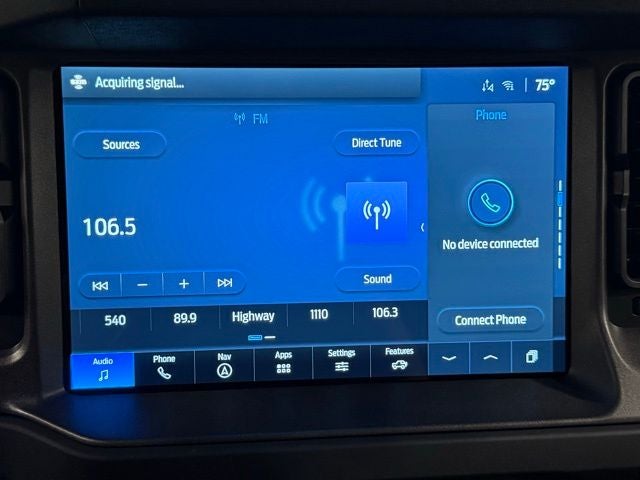 Acquiring signal...
75°
FM
Phone
Sources
Direct Tune
106.5
No device connected
Sound
540
89.9
Highway
1110
106.3
Connect Phone
Audio
Phone
Nav
Apps
Settings
Features